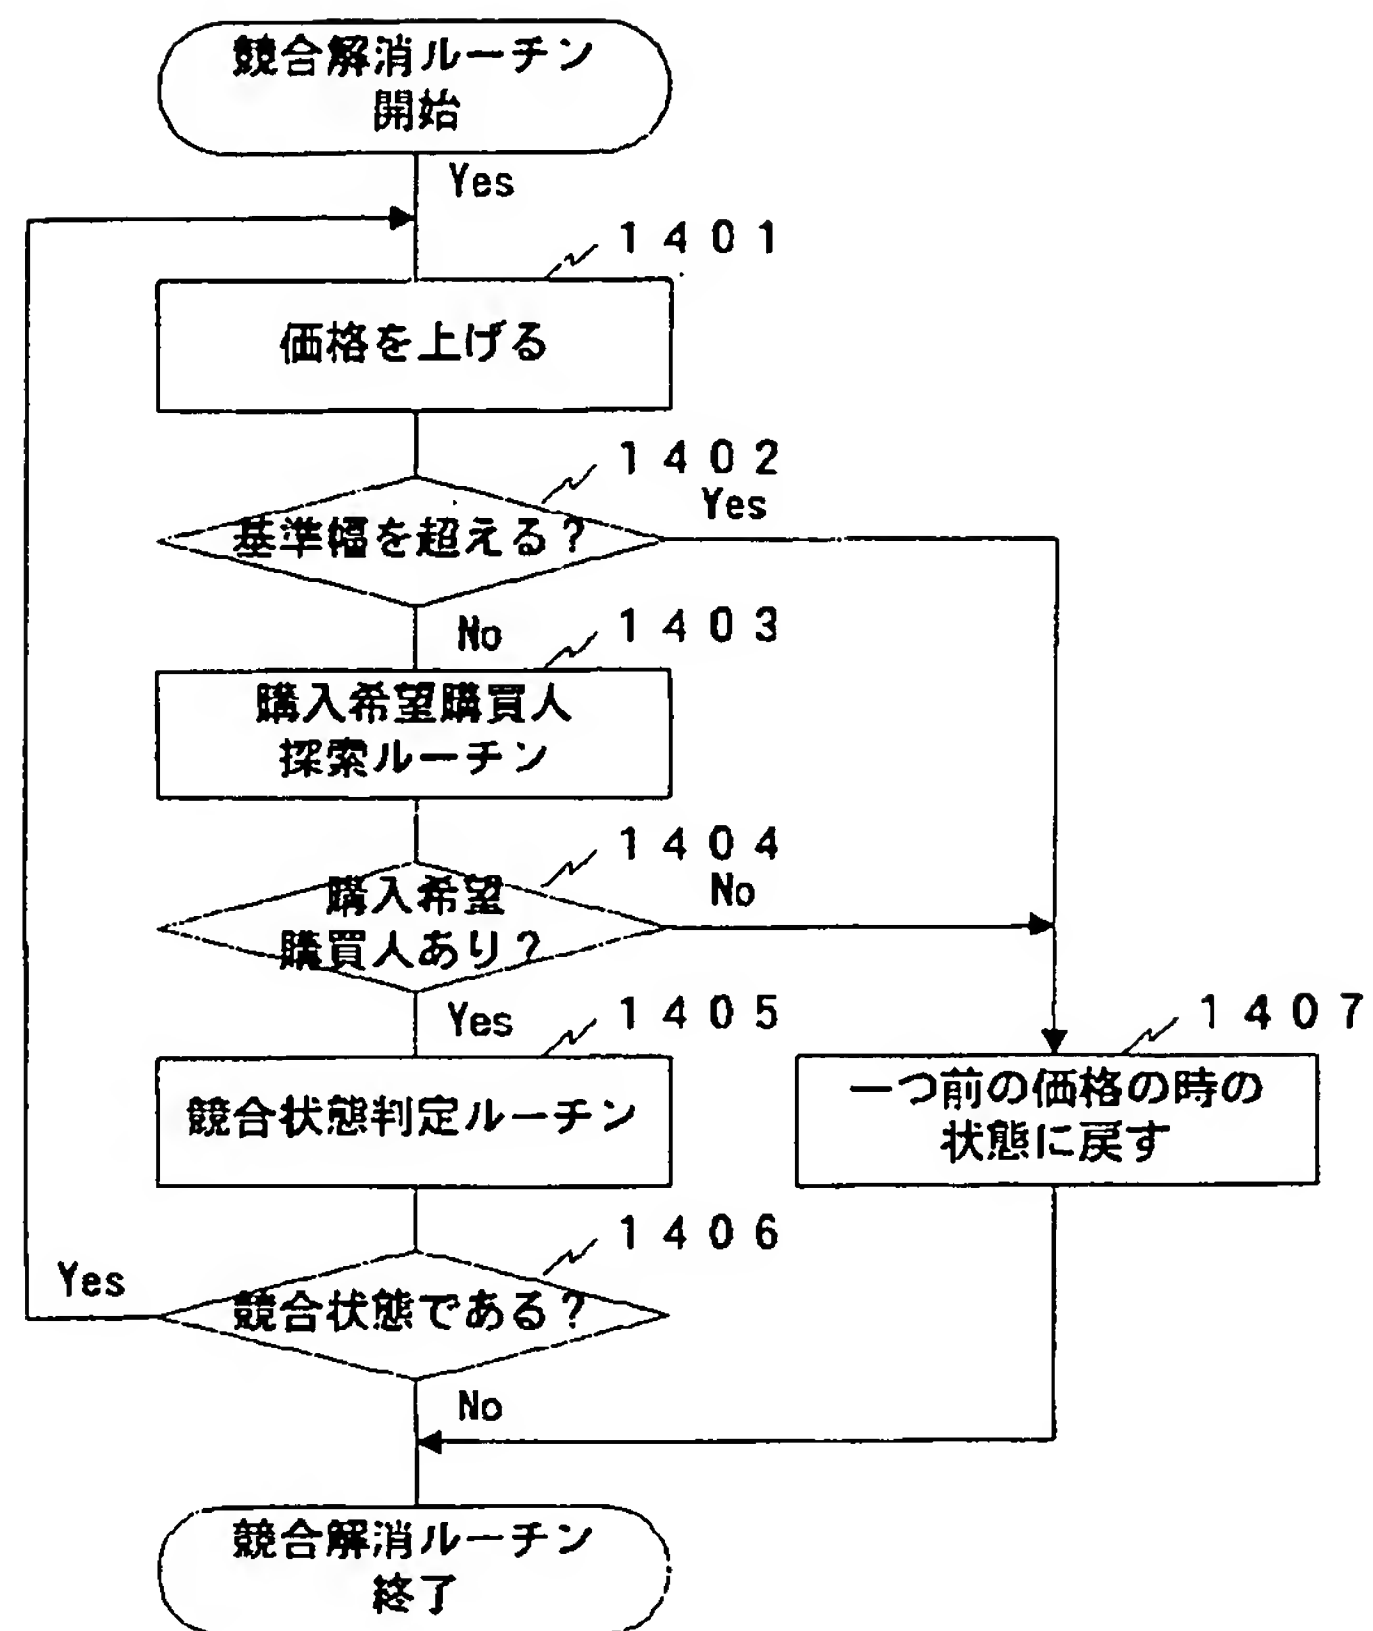 競合解消ルーチン
開始
Yes
1401
価格を上げる
1402
Yes
基準幅を超える?
No
1403
購入希望購買人
探索ルーチン
1404
No
購入希望
購買人あり?
Yes
1405
競合状態判定ルーチン
1407
一つ前の価格の時の
状態に戻す
1406
Yes
競合状態である?
No
競合解消ルーチン
終了